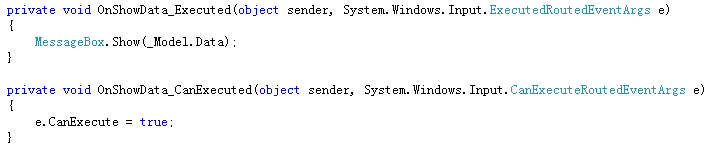 private void OnShowData_Executed(object sender, System.Windows.Input.ExecutedRoutedEventArgs e)
{
MessageBox.Show(_Model.Data);
}
private void OnShowData_CanExecuted(object sender, System.Windows.Input.CanExecuteRoutedEventArgs e)
{
e.CanExecute = true;
}